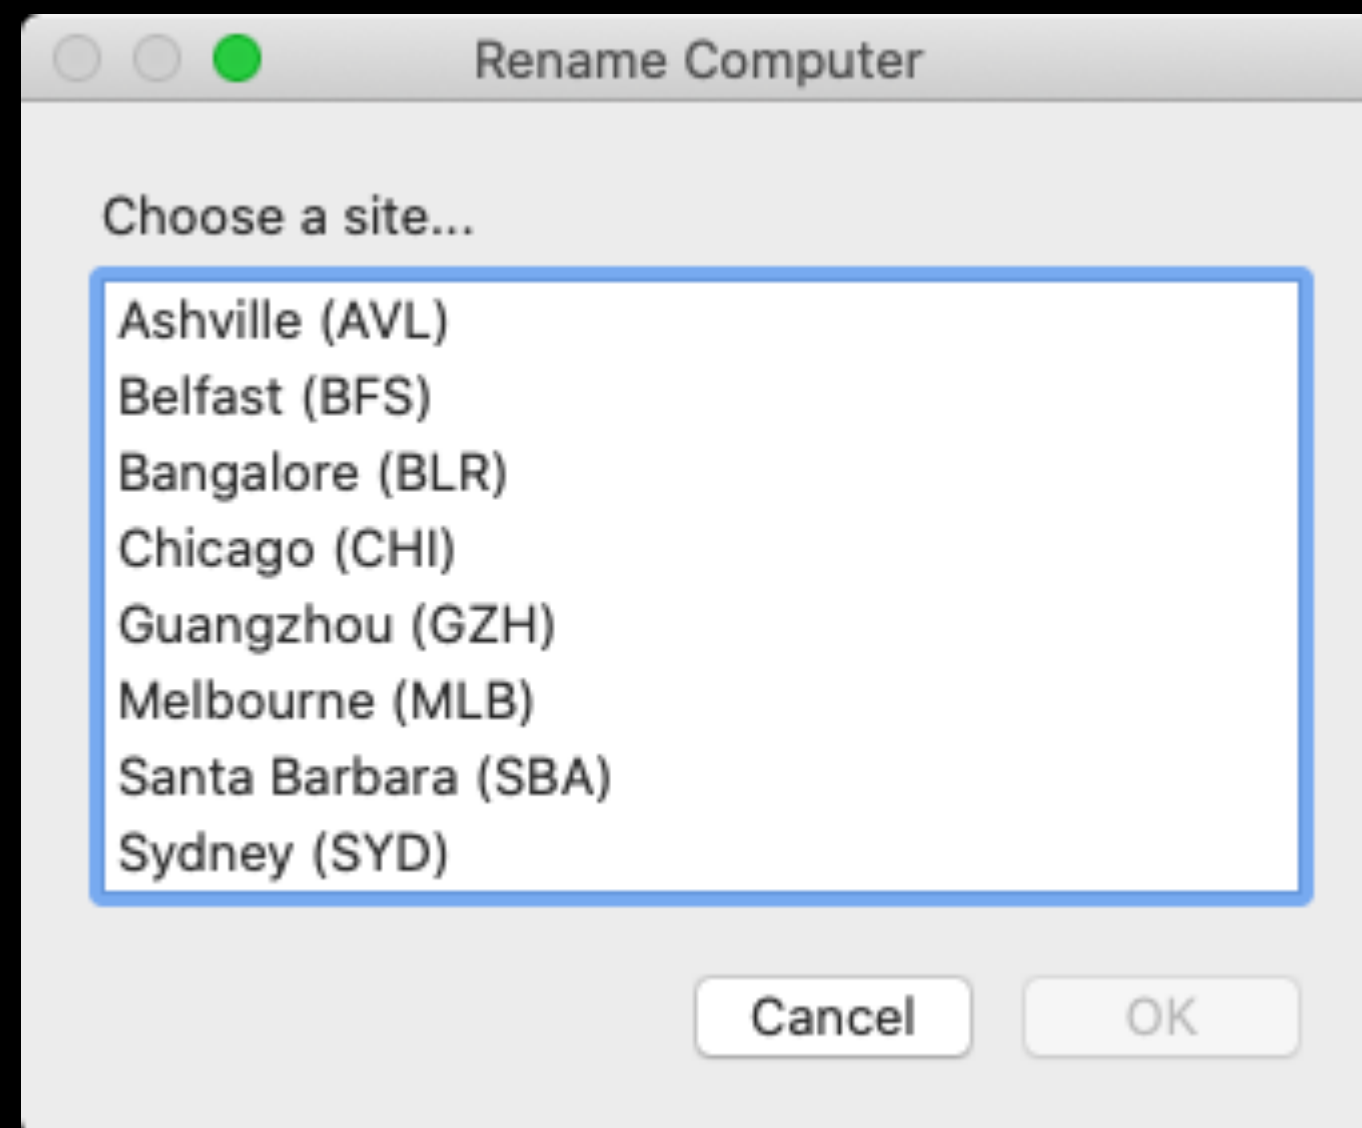 Rename Computer
Choose a site...
Ashville (AVL)
Belfast (BFS)
Bangalore (BLR)
Chicago (CHI)
Guangzhou (GZH)
Melbourne (MLB)
Santa Barbara (SBA)
Sydney (SYD)
Cancel OK